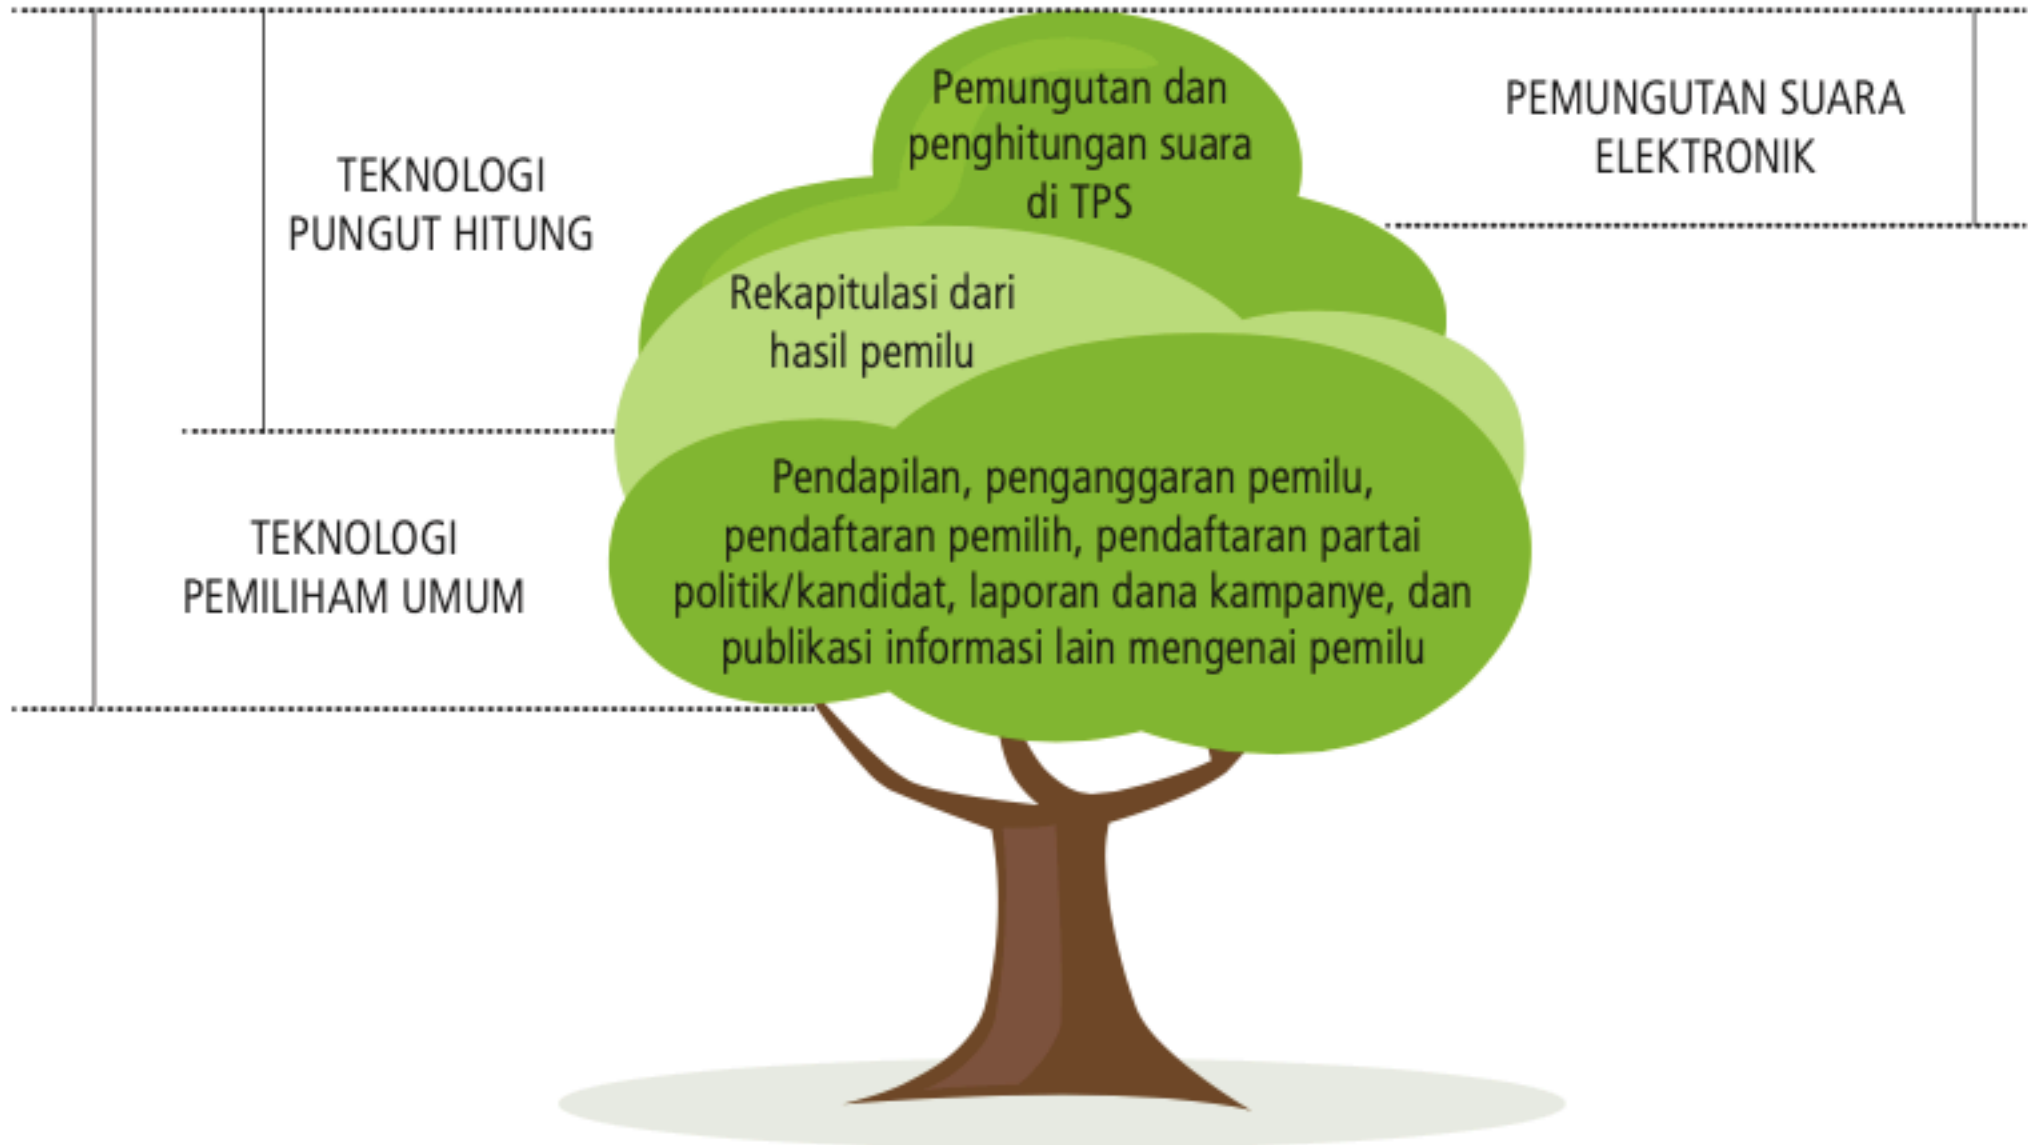 Pemungutan dan
penghitungan suara
di TPS
PEMUNGUTAN SUARA
ELEKTRONIK
TEKNOLOGI
PUNGUT HITUNG
Rekapitulasi dari
hasil pemilu
TEKNOLOGI
PEMILIHAM UMUM
Pendapilan, penganggaran pemilu,
pendaftaran pemilih, pendaftaran partai
politik/kandidat, laporan dana kampanye, dan
publikasi informasi lain mengenai pemilu